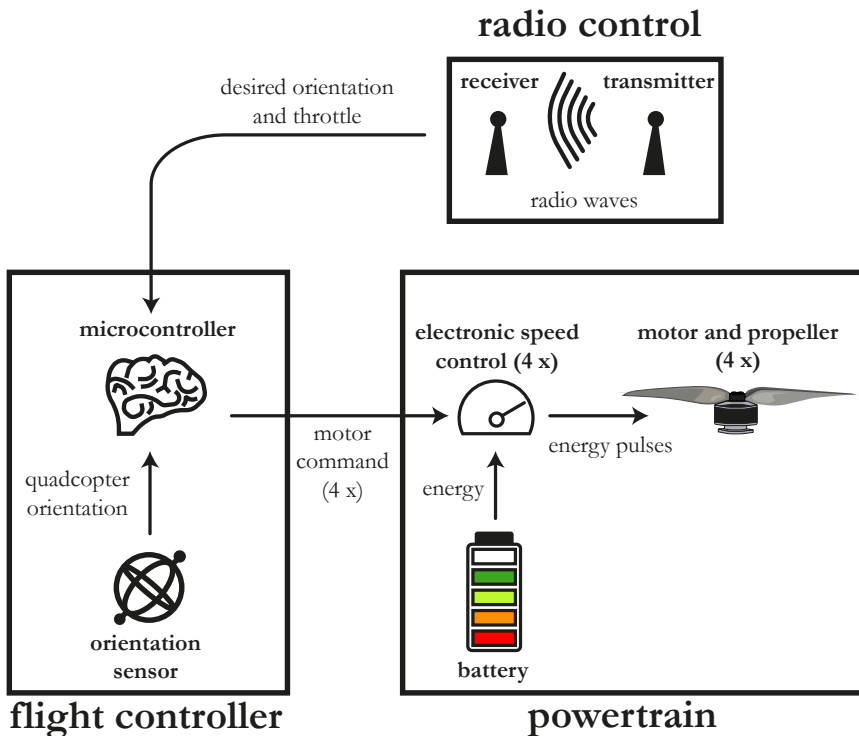 radio control
receiver
transmitter
radio waves
desired orientation
and throttle
microcontroller
quadcopter
orientation
orientation
sensor
flight controller
motor
command
(4 x)
electronic speed
control (4 x)
motor and propeller
(4 x)
energy pulses
energy
battery
powertrain